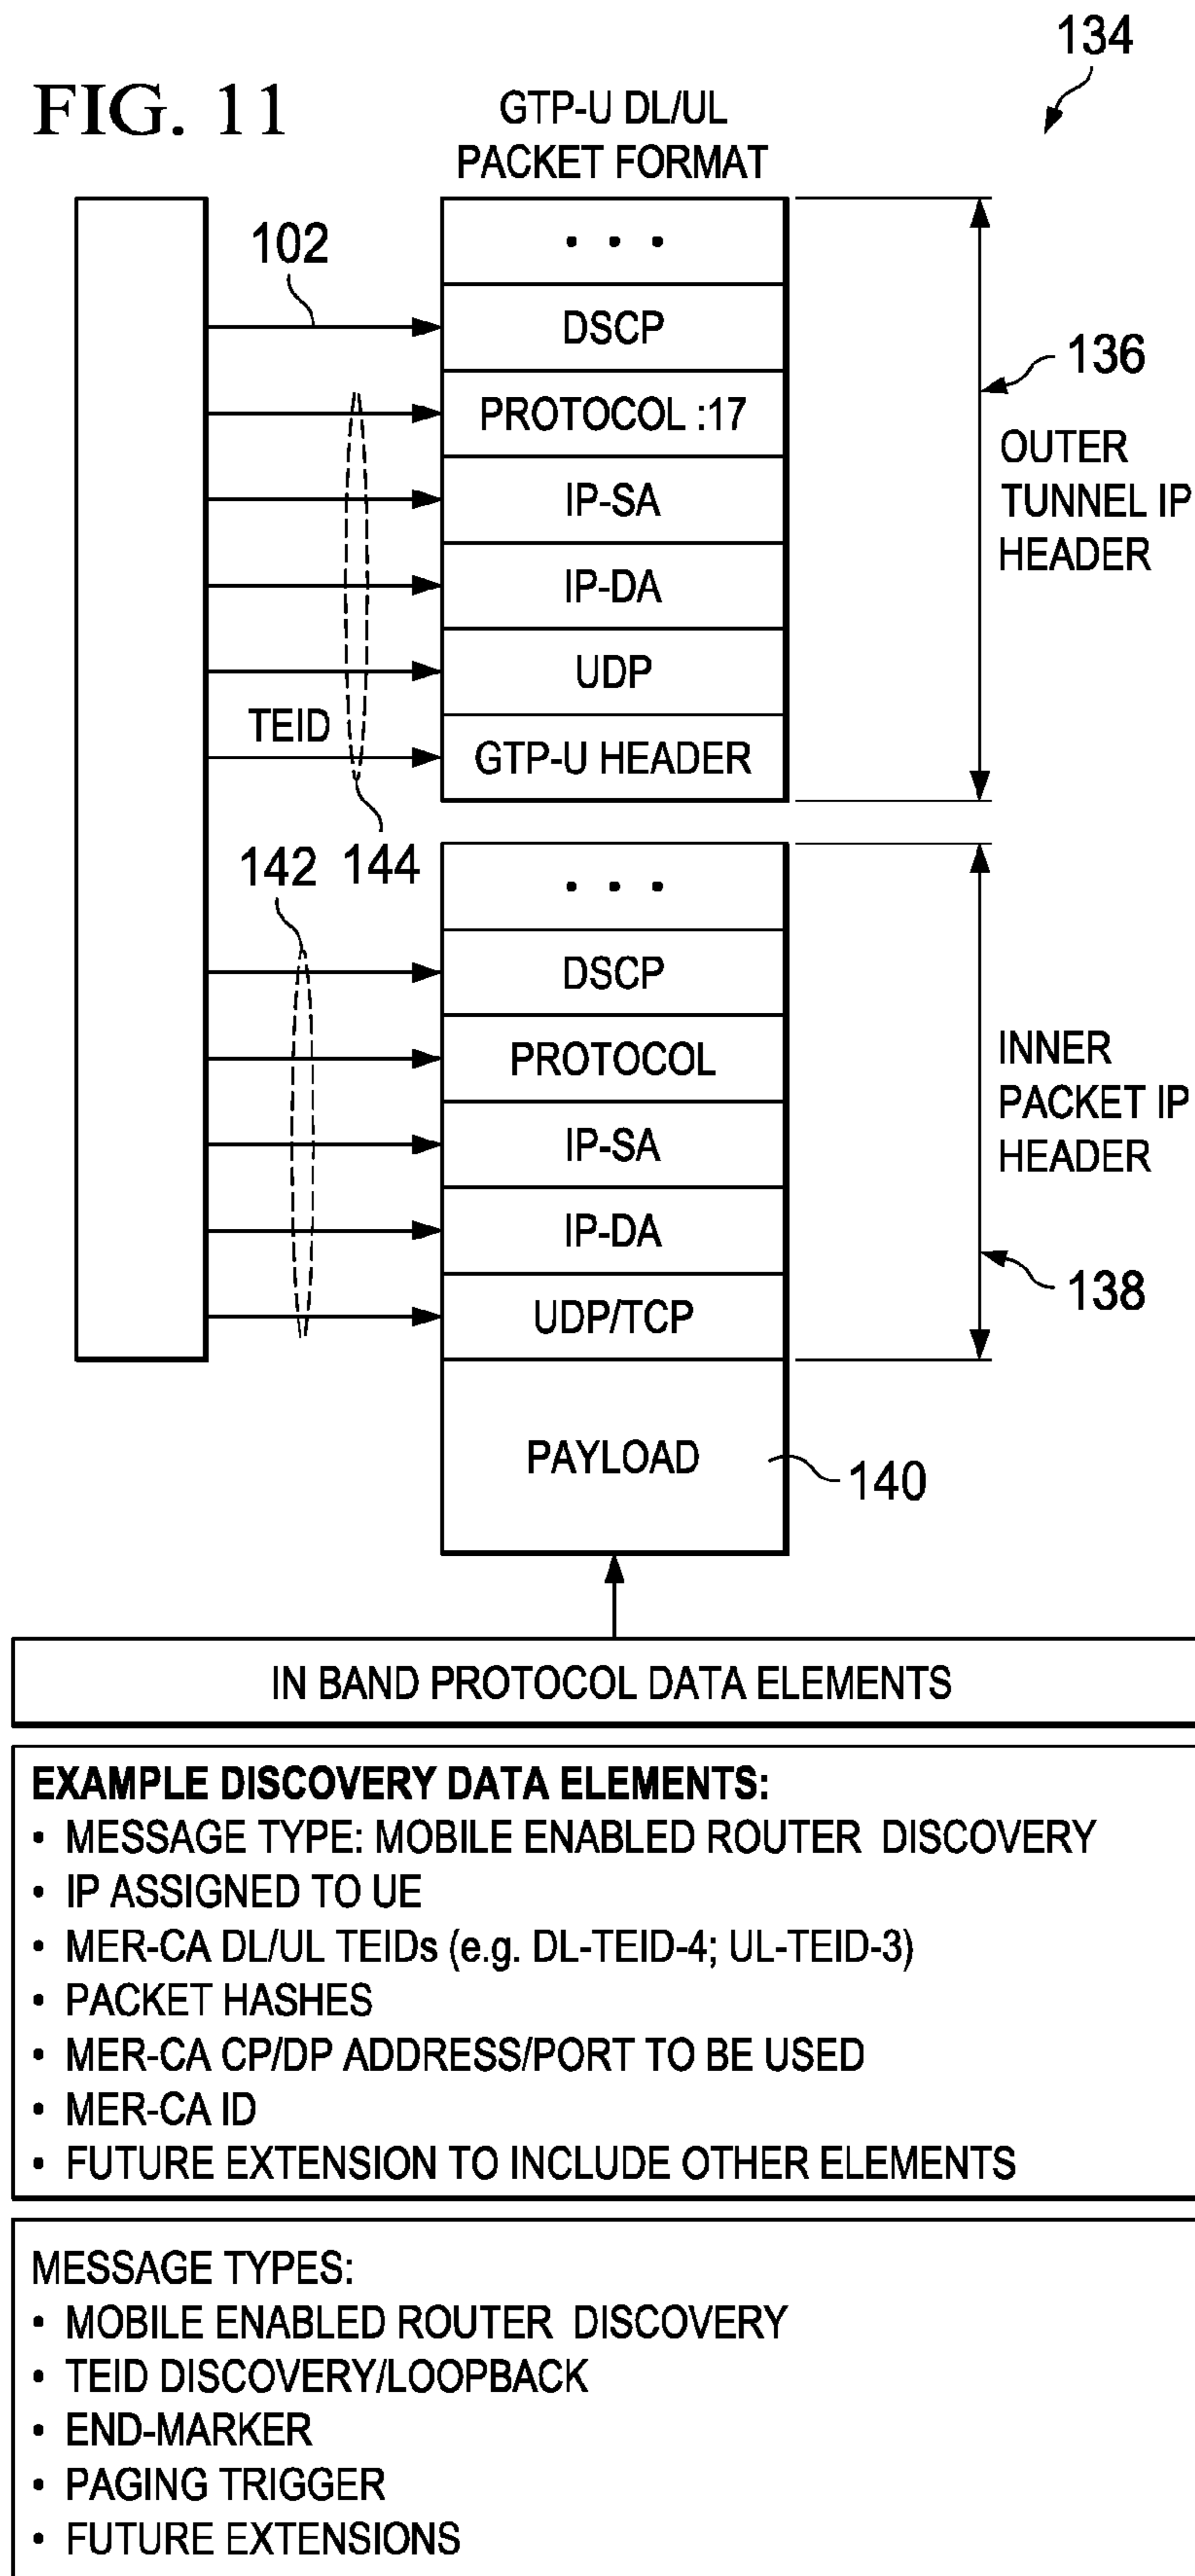 134
FIG. 11
GTP-U DL/UL
PACKET FORMAT
. . .
102
DSCP
136
PROTOCOL :17
OUTER
TUNNEL IP
HEADER
IP-SA
IP-DA
UDP
TEID
GTP-U HEADER
142
144
. . .
DSCP
PROTOCOL
INNER
PACKET IP
HEADER
IP-SA
IP-DA
138
UDP/TCP
PAYLOAD
140
IN BAND PROTOCOL DATA ELEMENTS
EXAMPLE DISCOVERY DATA ELEMENTS:
• MESSAGE TYPE: MOBILE ENABLED ROUTER DISCOVERY
• IP ASSIGNED TO UE
• MER-CA DL/UL TEIDs (e.g. DL-TEID-4; UL-TEID-3)
• PACKET HASHES
• MER-CA CP/DP ADDRESS/PORT TO BE USED
• MER-CA ID
• FUTURE EXTENSION TO INCLUDE OTHER ELEMENTS
MESSAGE TYPES:
• MOBILE ENABLED ROUTER DISCOVERY
• TEID DISCOVERY/LOOPBACK
• END-MARKER
• PAGING TRIGGER
• FUTURE EXTENSIONS